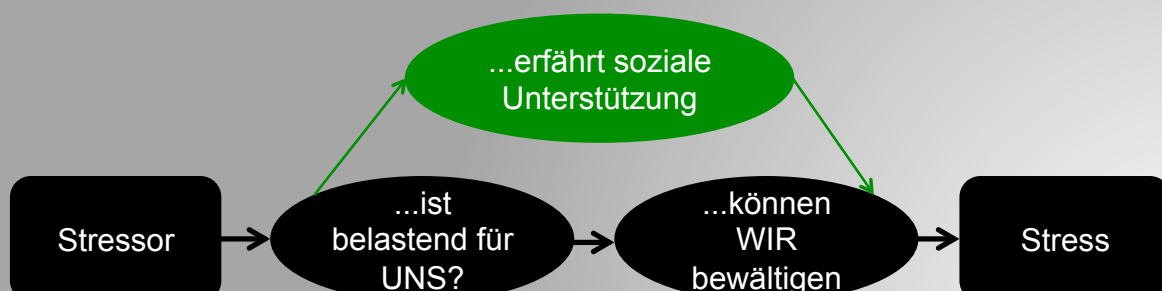 ...erfährt soziale
Unterstützung
Stressor
...ist
belastend für
UNS?
...können
WIR
bewältigen
Stress